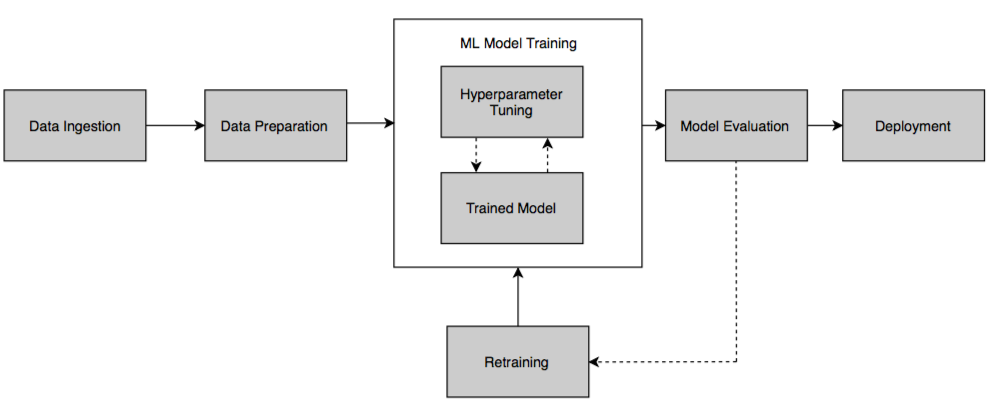 ML Model Training
Hyperparameter
Tuning
Data Ingestion
Data Preparation
Model Evaluation
Deployment
Trained Model
Retraining